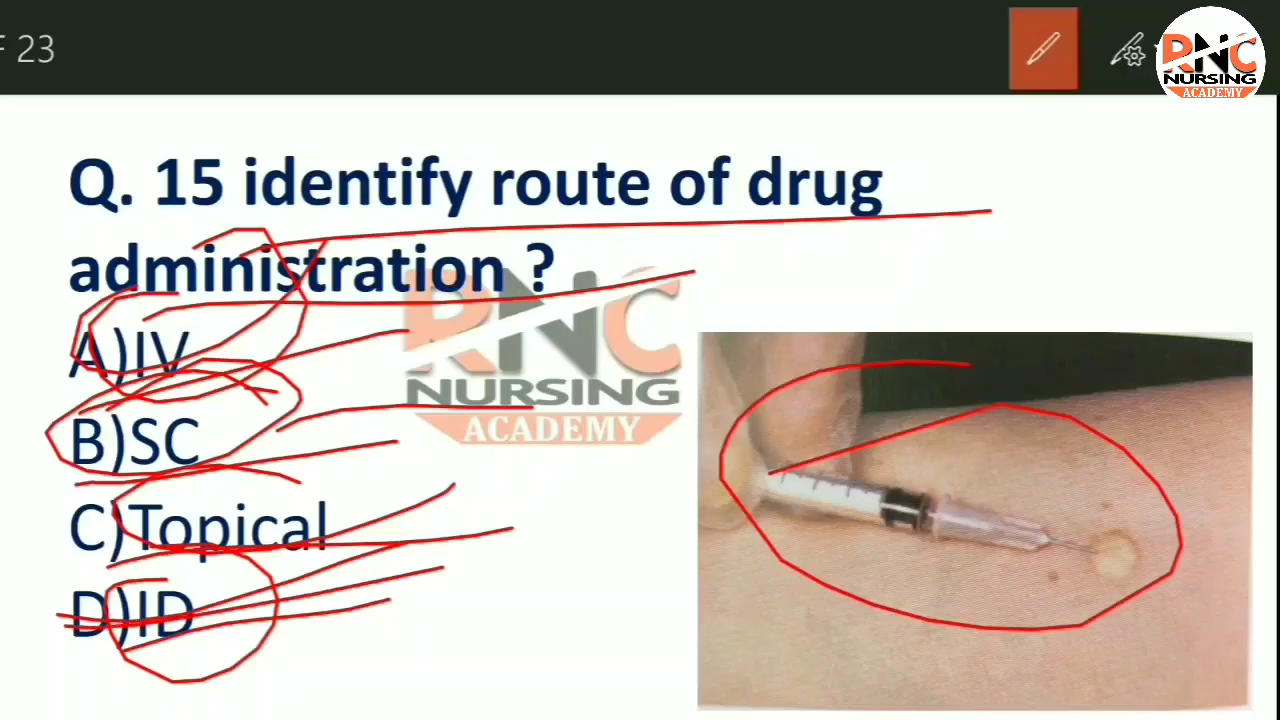 F 23
RNC
NURSING
ACADEMY
Q. 15 identify route of drug
administration ?
A)IV
B)SC
C)Topical
D)ID
RNC
NURSING
ACADEMY